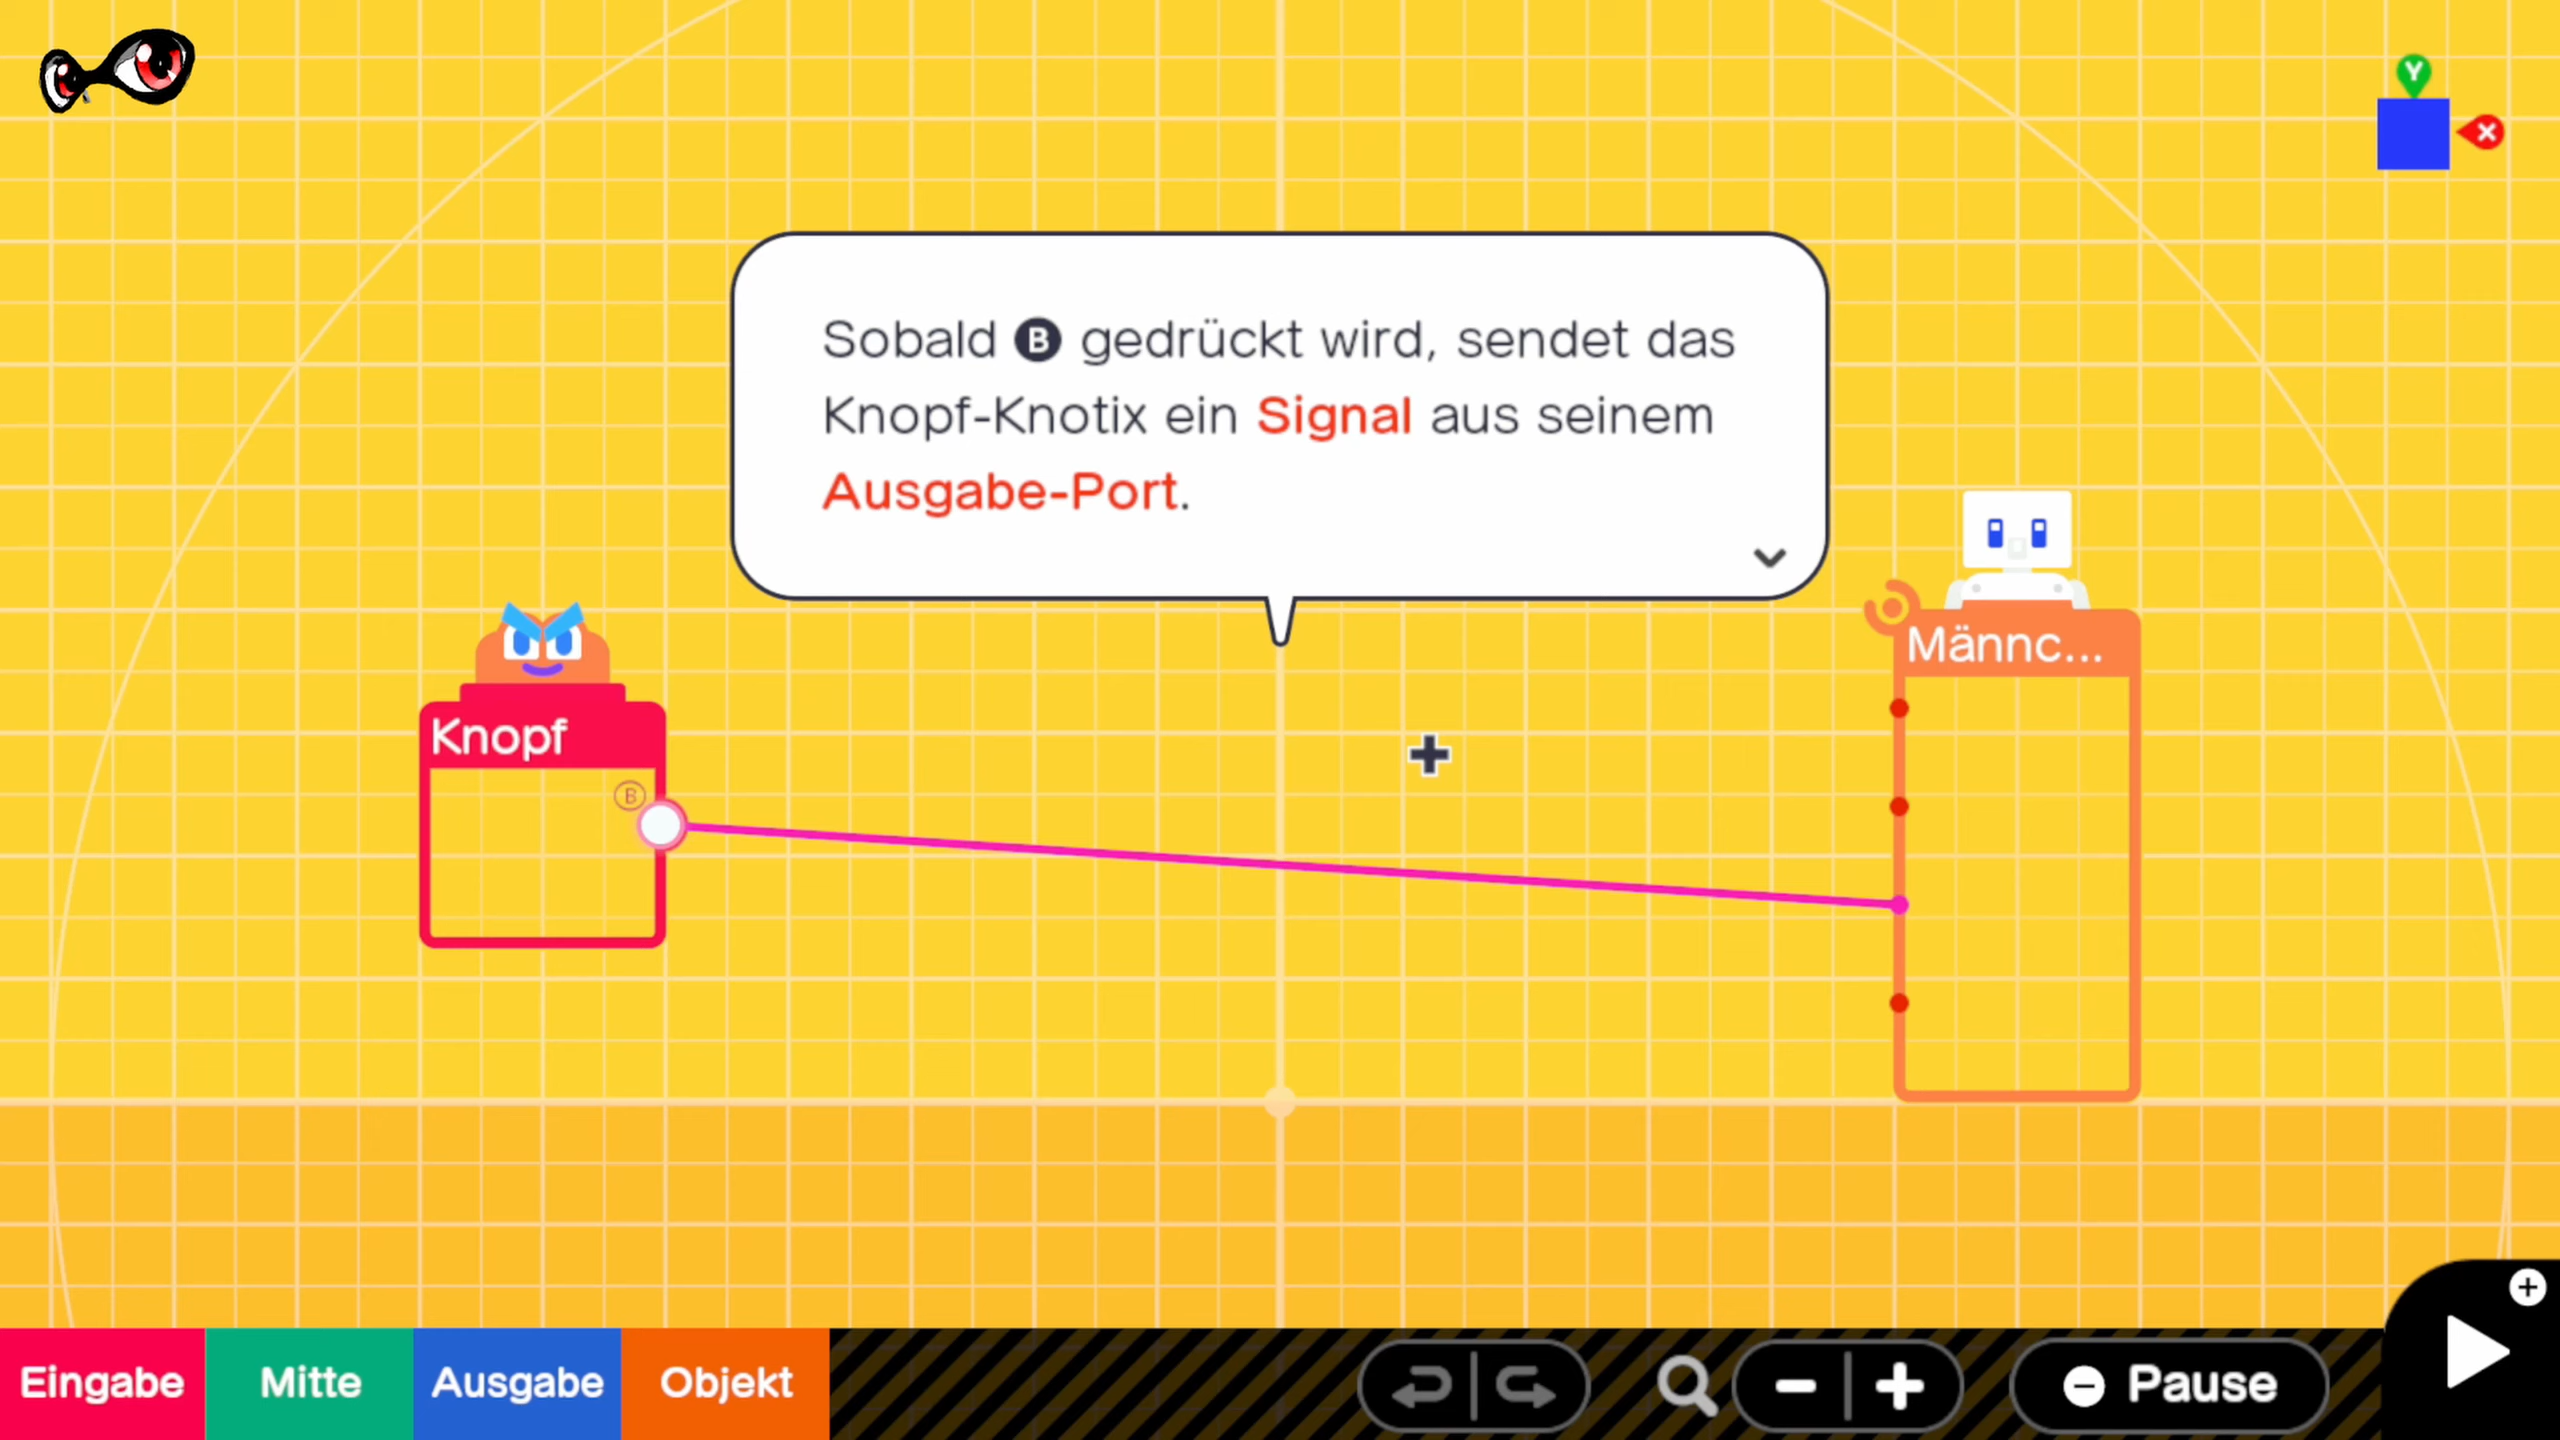 Y
X
Sobald B gedrückt wird, sendet das
Knopf-Knotix ein Signal aus seinem
Ausgabe-Port.
Männc...
Knopf
B
Eingabe
Mitte
Ausgabe
Objekt
Pause